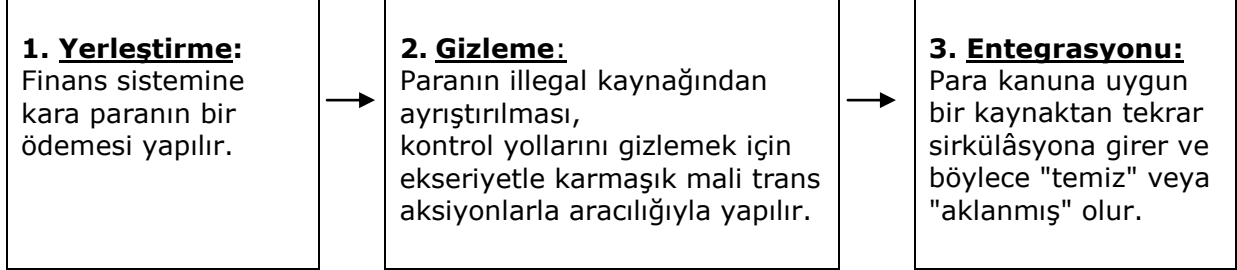 1. Yerleştirme:
Finans sistemine
kara paranın bir
ödemesi yapılır.
2. Gizleme:
Paranın illegal kaynağından
ayrıştırılması,
kontrol yollarını gizlemek için
ekseriyetle karmaşık mali trans
aksiyonlarla aracılığıyla yapılır.
3. Entegrasyonu:
Para kanuna uygun
bir kaynaktan tekrar
sirkülâsyona girer ve
böylece "temiz" veya
"aklanmış" olur.